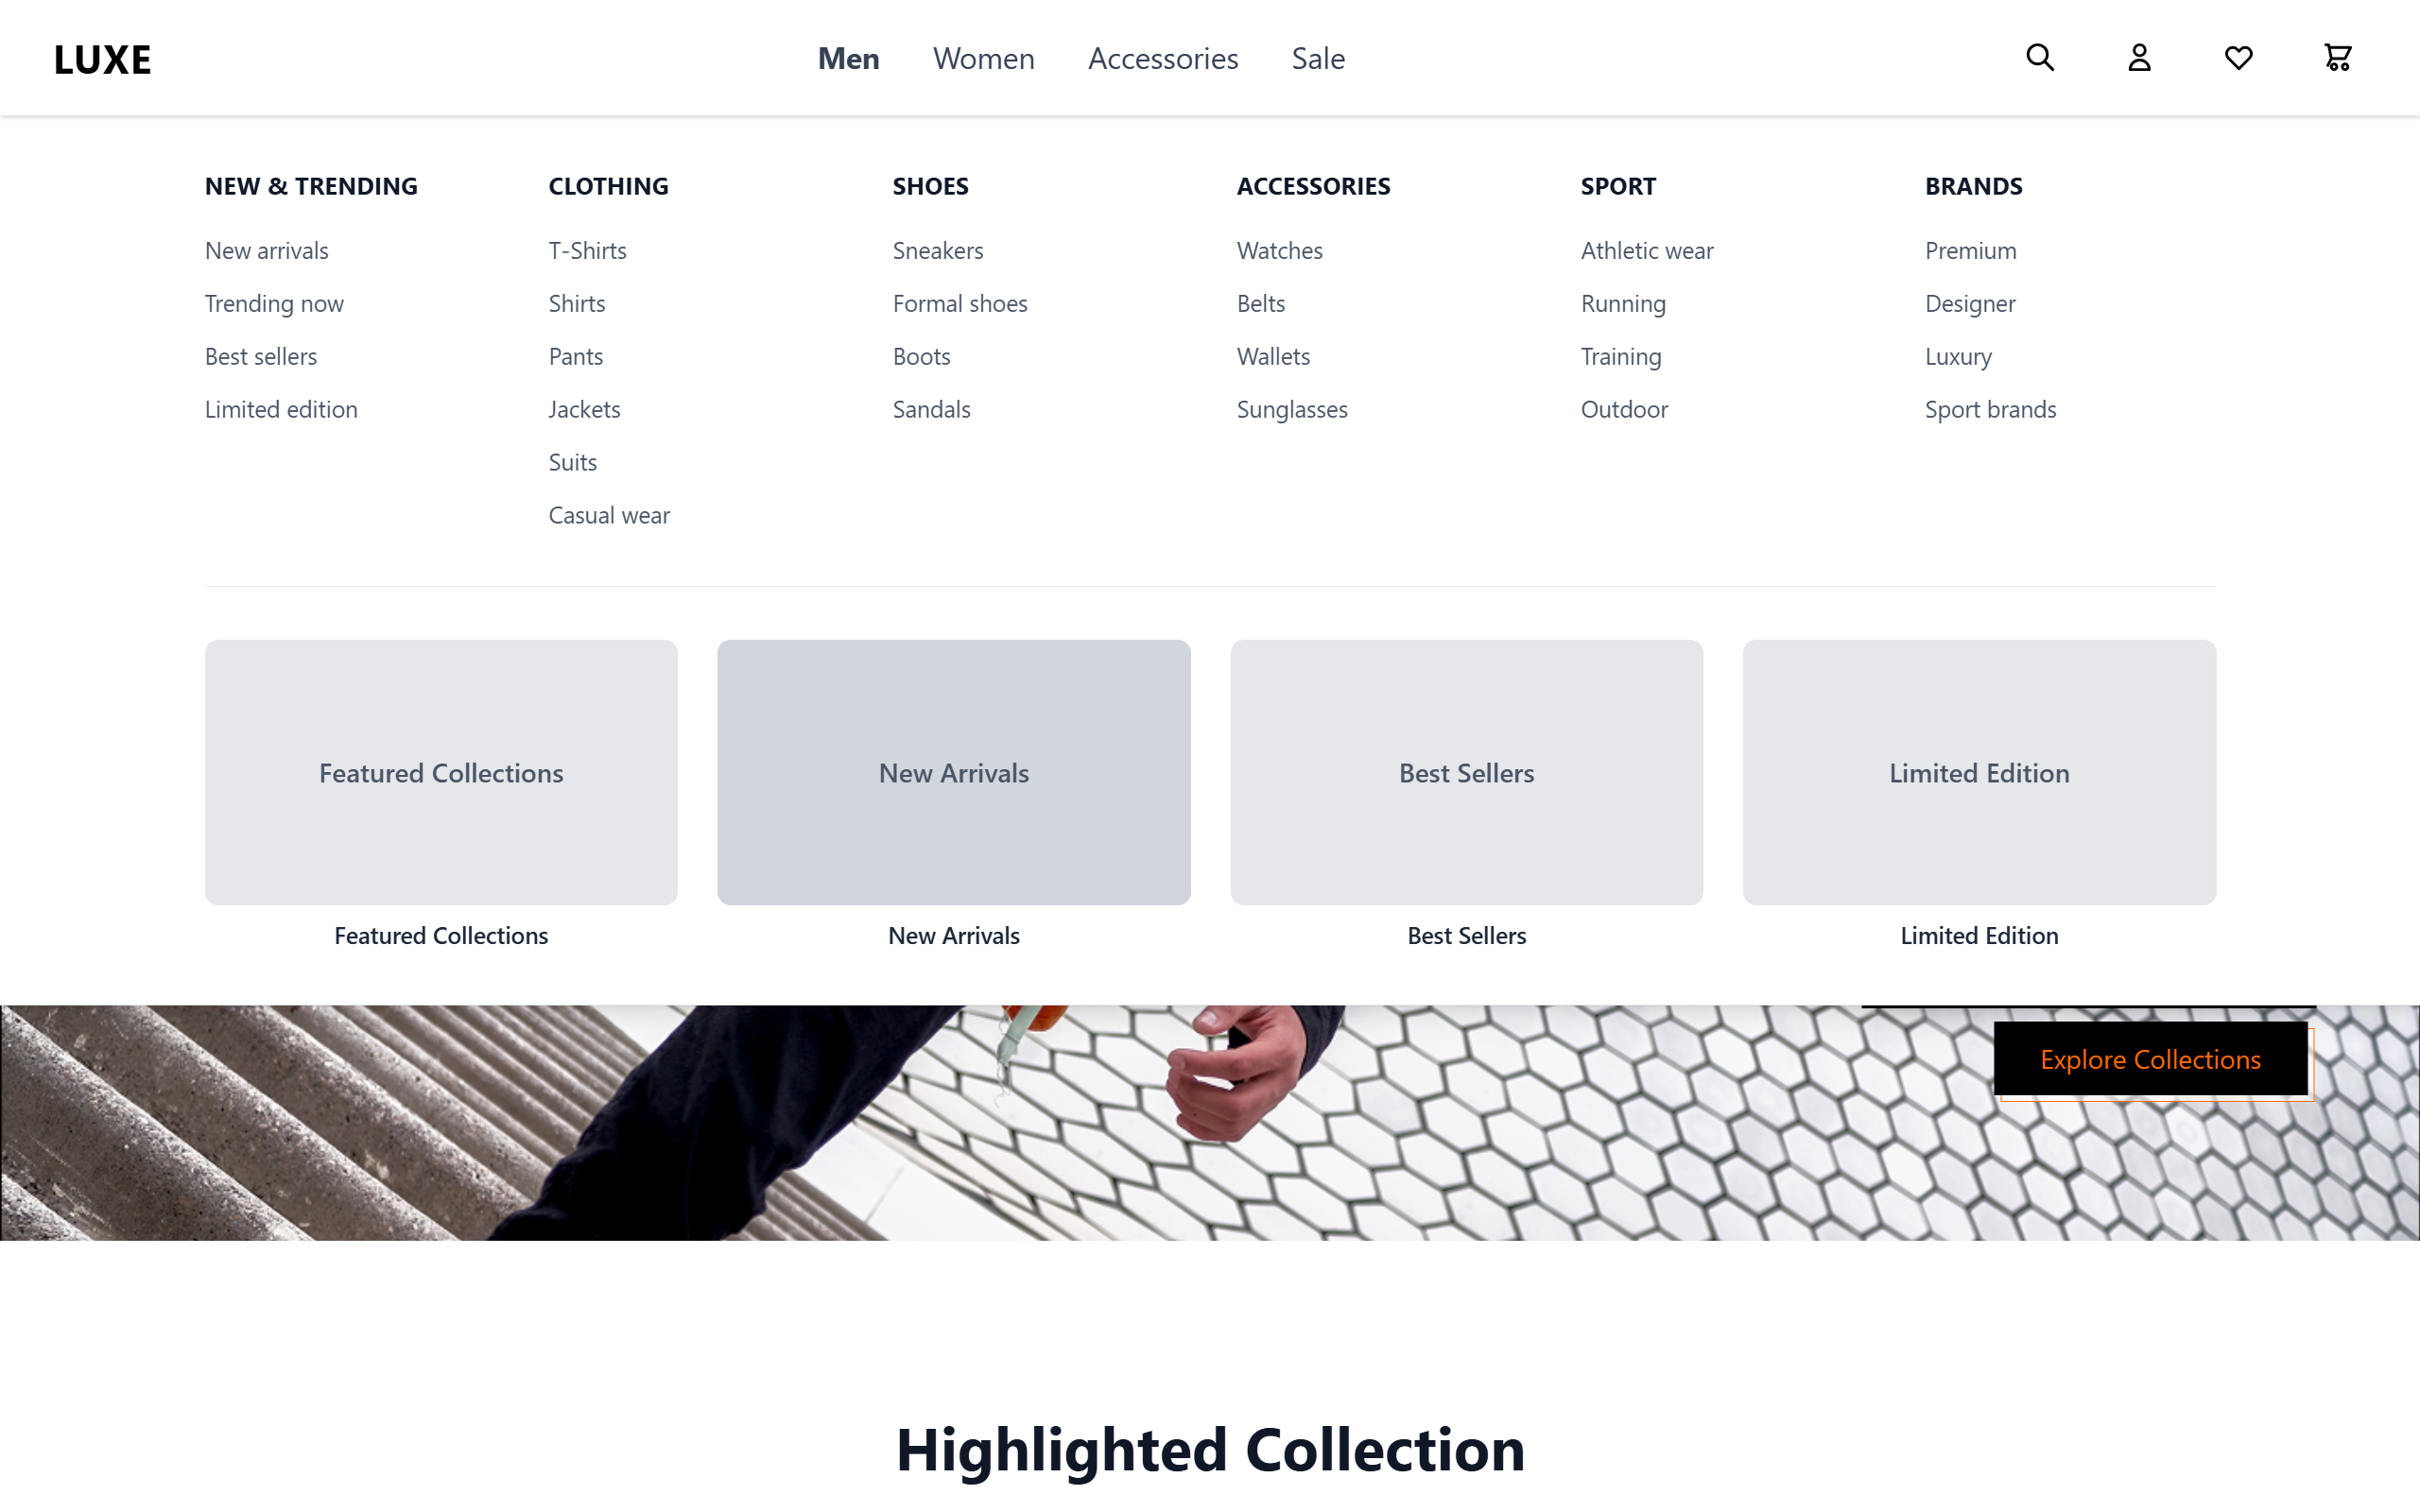 LUXE
Men Women Accessories Sale
NEW & TRENDING
New arrivals
Trending now
Best sellers
Limited edition
CLOTHING
T-Shirts
Shirts
Pants
Jackets
Suits
Casual wear
SHOES
Sneakers
Formal shoes
Boots
Sandals
ACCESSORIES
Watches
Belts
Wallets
Sunglasses
SPORT
Athletic wear
Running
Training
Outdoor
BRANDS
Premium
Designer
Luxury
Sport brands
Featured Collections
Featured Collections
New Arrivals
New Arrivals
Best Sellers
Best Sellers
Limited Edition
Limited Edition
Explore Collections
Highlighted Collection